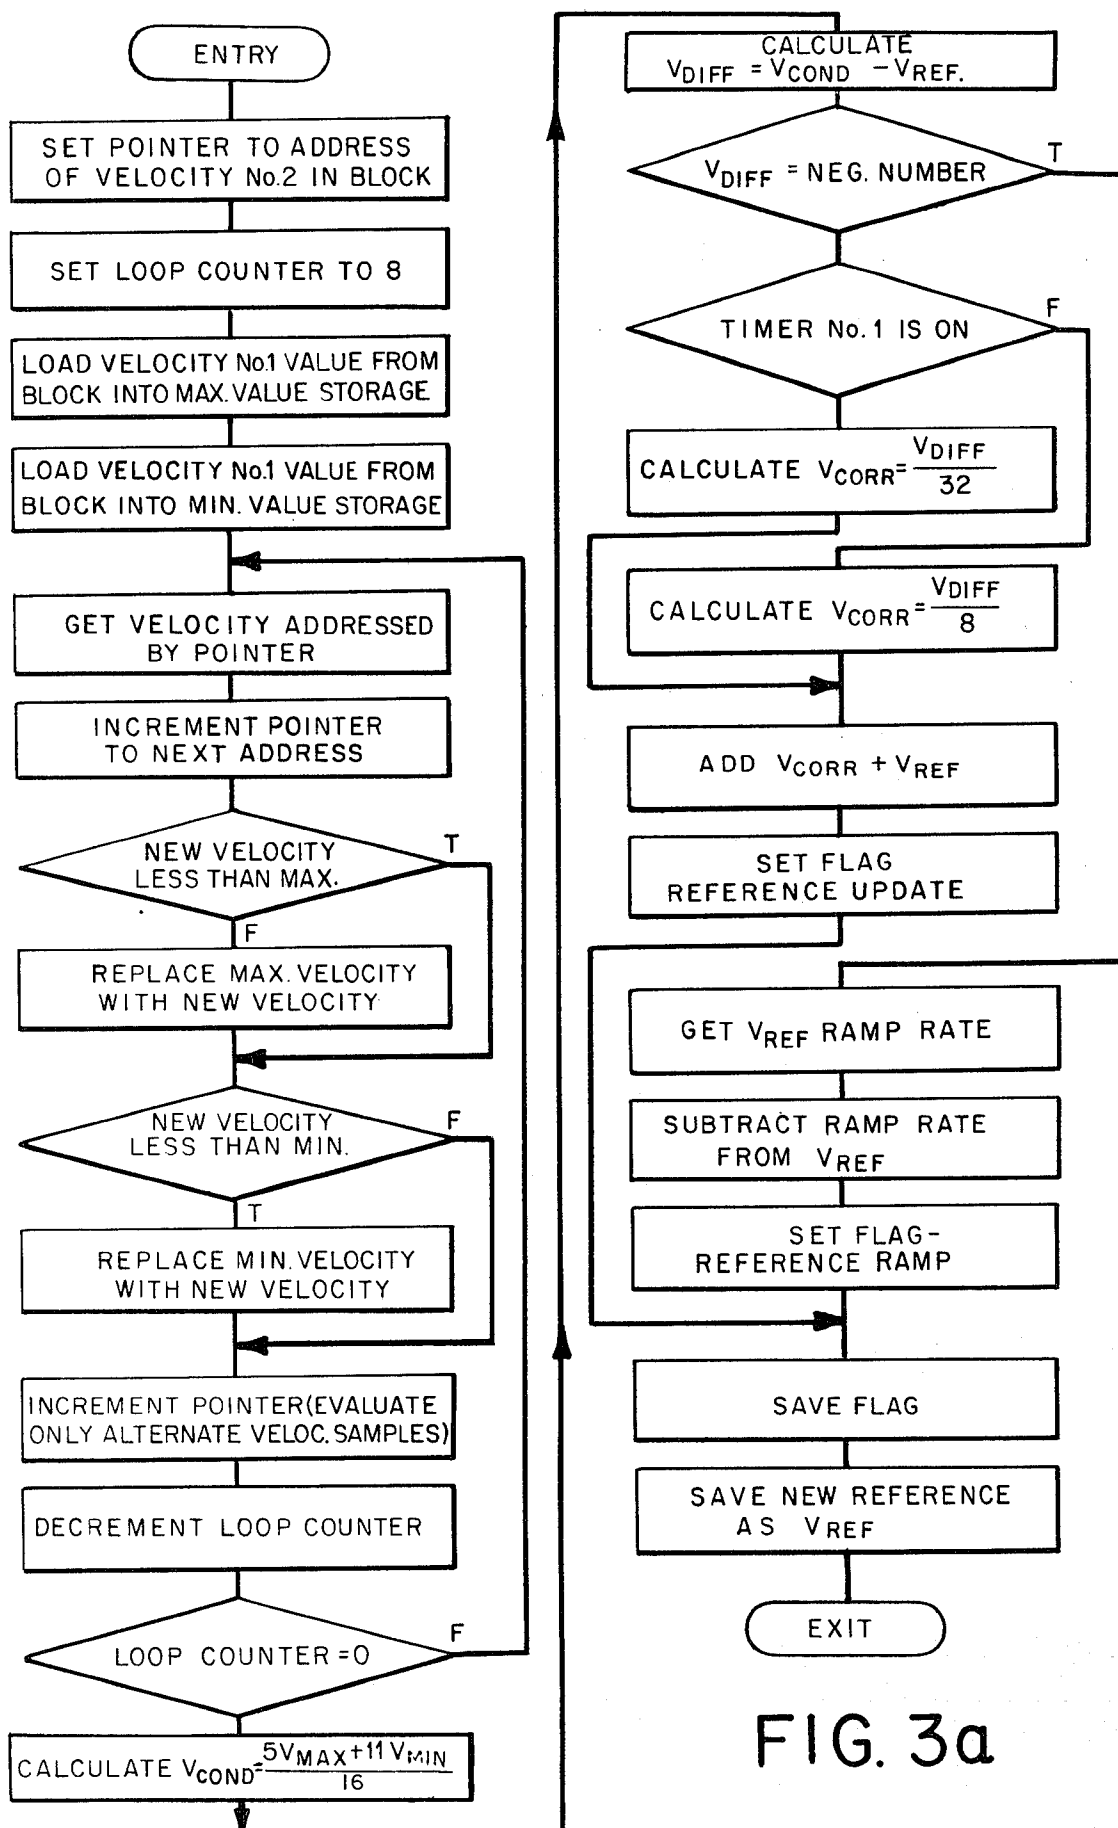 ENTRY
SET POINTER TO ADDRESS
OF VELOCITY No.2 IN BLOCK
SET LOOP COUNTER TO 8
LOAD VELOCITY No.1 VALUE FROM
BLOCK INTO MAX. VALUE STORAGE
LOAD VELOCITY No.1 VALUE FROM
BLOCK INTO MIN. VALUE STORAGE
GET VELOCITY ADDRESSED
BY POINTER
INCREMENT POINTER
TO NEXT ADDRESS
NEW VELOCITY
LESS THAN MAX.
T
F
REPLACE MAX. VELOCITY
WITH NEW VELOCITY
NEW VELOCITY
LESS THAN MIN.
F
T
REPLACE MIN. VELOCITY
WITH NEW VELOCITY
INCREMENT POINTER (EVALUATE
ONLY ALTERNATE VELOC. SAMPLES)
DECREMENT LOOP COUNTER
LOOP COUNTER = 0
F
CALCULATE VCOND = 5VMAX + 11 VMIN
16
CALCULATE
VDIFF = VCOND - VREF.
VDIFF = NEG. NUMBER
T
TIMER No. 1 IS ON
F
CALCULATE VCORR = VDIFF
32
CALCULATE VCORR = VDIFF
8
ADD VCORR + VREF
SET FLAG
REFERENCE UPDATE
GET VREF RAMP RATE
SUBTRACT RAMP RATE
FROM VREF
SET FLAG-
REFERENCE RAMP
SAVE FLAG
SAVE NEW REFERENCE
AS VREF
EXIT
FIG. 3a